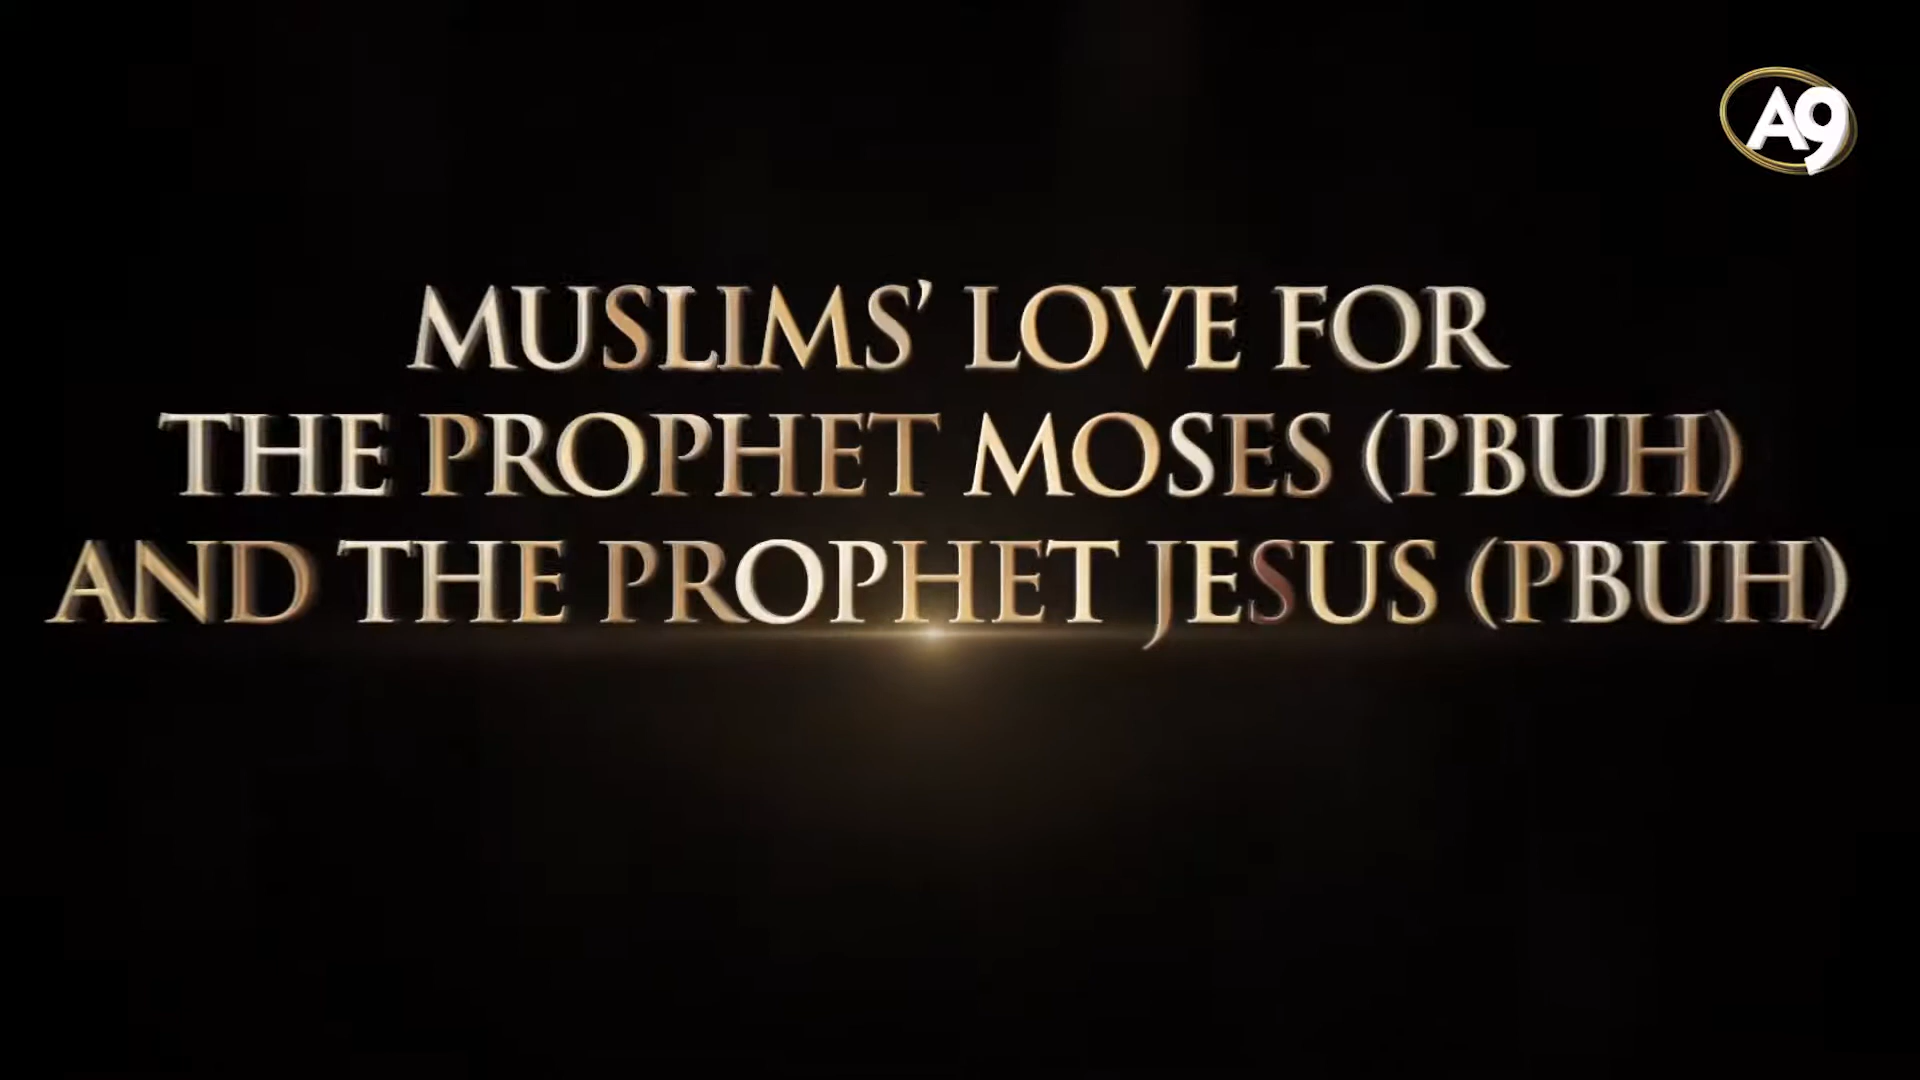 A9
MUSLIMS’ LOVE FOR
THE PROPHET MOSES (PBUH)
AND THE PROPHET JESUS (PBUH)